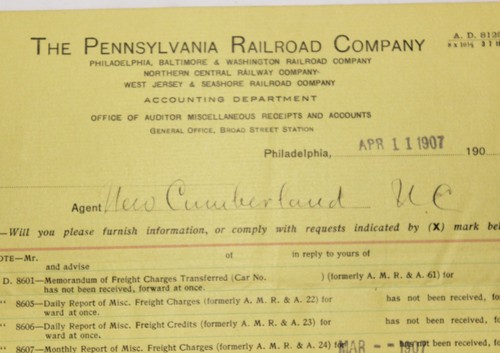 A. D. 812
THE PENNSYLVANIA RAILROAD COMPANY
PHILADELPHIA, BALTIMORE & WASHINGTON RAILROAD COMPANY
NORTHERN CENTRAL RAILWAY COMPANY
WEST JERSEY & SEASHORE RAILROAD COMPANY
ACCOUNTING DEPARTMENT
OFFICE OF AUDITOR MISCELLANEOUS RECEIPTS AND ACCOUNTS
GENERAL OFFICE, BROAD STREET STATION
Philadelphia, APR 11 1907 190
Agent New Cumberland N. C
—Will you please furnish information, or comply with requests indicated by (X) mark bel
OTE—Mr. of in reply to yours of
and advise
D. 8601—Memorandum of Freight Charges Transferred (Car No. ) (formerly A. M. R. & A. 61) for
has not been received, forward at once.
" 8605—Daily Report of Misc. Freight Charges (formerly A. M. R. & A. 22) for has not been received, for
ward at once.
" 8606—Daily Report of Misc. Freight Credits (formerly A. M. R. & A. 23) for has not been received, for
ward at once.
" 8607—Monthly Report of Misc. Freight Charges (formerly A. M. R. & A. 24) for has not been received, f
MAR - - 1907